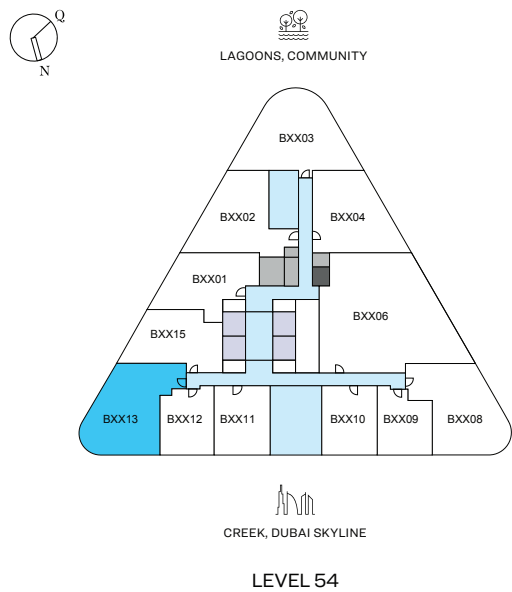 Q
N
LAGOONS, COMMUNITY
BXX03
BXX02
BXX04
BXX01
BXX06
BXX15
BXX13
BXX12
BXX11
BXX10
BXX09
BXX08
CREEK, DUBAI SKYLINE
LEVEL 54